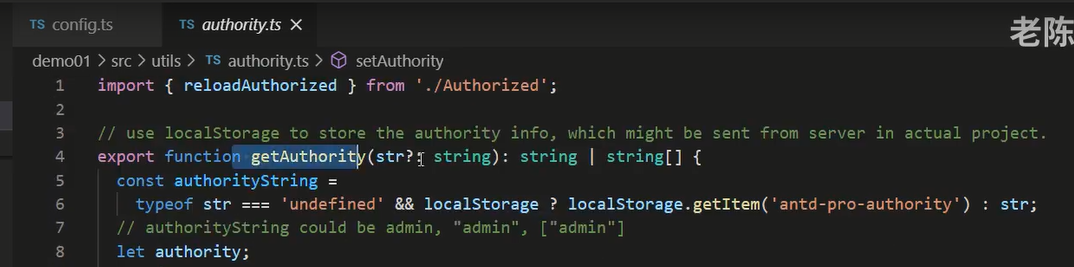 TS config.ts TS authority.ts × 老陈
demo01 > src > utils > TS authority.ts > setAuthority
1 import { reloadAuthorized } from './Authorized';
2
3 // use localStorage to store the authority info, which might be sent from server in actual project.
4 export function getAuthority(str?: string): string | string[] {
5 const authorityString =
6 typeof str === 'undefined' && localStorage ? localStorage.getItem('antd-pro-authority') : str;
7 // authorityString could be admin, "admin", ["admin"]
8 let authority;